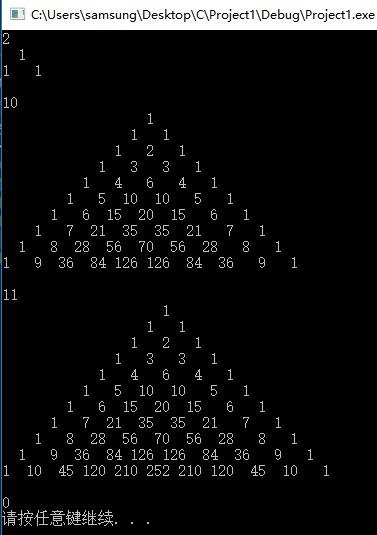 C:\Users\samsung\Desktop\C\Project1\Debug\Project1.exe
2
  1
1   1

10
                  1
                1   1
              1   2   1
            1   3   3   1
          1   4   6   4   1
        1   5  10  10   5   1
      1   6  15  20  15   6   1
    1   7  21  35  35  21   7   1
  1   8  28  56  70  56  28   8   1
1   9  36  84 126 126  84  36   9   1

11
                    1
                  1   1
                1   2   1
              1   3   3   1
            1   4   6   4   1
          1   5  10  10   5   1
        1   6  15  20  15   6   1
      1   7  21  35  35  21   7   1
    1   8  28  56  70  56  28   8   1
  1   9  36  84 126 126  84  36   9   1
1  10  45 120 210 252 210 120  45  10   1

0
请按任意键继续. . .